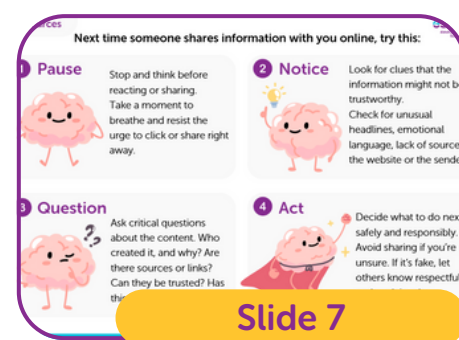 Next time someone shares information with you online, try this:
Pause
Stop and think before
reacting or sharing.
Take a moment to
breathe and resist the
urge to click or share right
away.
2 Notice
Look for clues that the
information might not be
trustworthy.
Check for unusual
headlines, emotional
language, lack of source
the website or the sende
3 Question
Ask critical questions
about the content. Who
created it, and why? Are
there sources or links?
Can they be trusted? Has
4 Act
Decide what to do nex
safely and responsibly.
Avoid sharing if you're
unsure. If it's fake, let
others know respectful
Slide 7